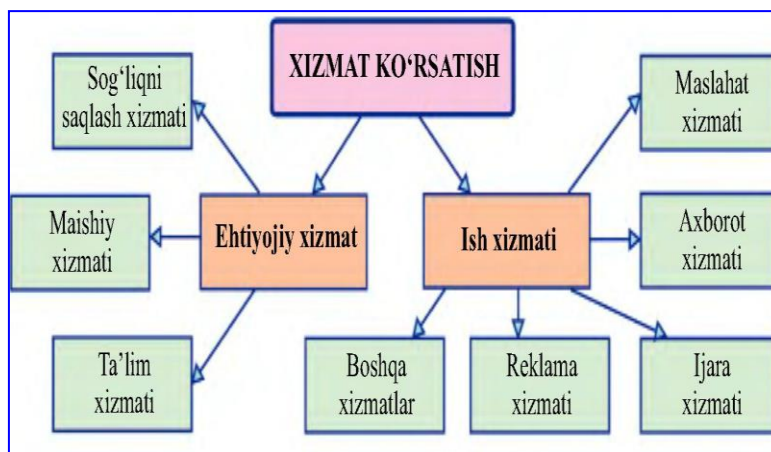 XIZMAT KO‘RSATISH
Sog‘liqni
saqlash xizmati
Maslahat
xizmati
Maishiy
xizmati
Ehtiyojiy xizmat
Ish xizmati
Axborot
xizmati
Ta’lim
xizmati
Boshqa
xizmatlar
Reklama
xizmati
Ijara
xizmati